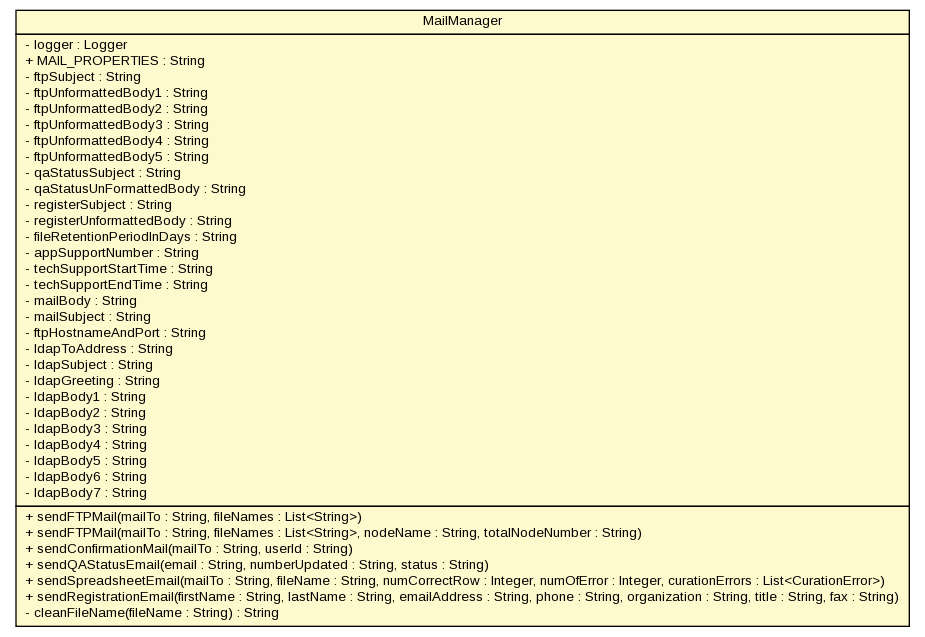 MailManager
- logger : Logger
+ MAIL_PROPERTIES : String
- ftpSubject : String
- ftpUnformattedBody1 : String
- ftpUnformattedBody2 : String
- ftpUnformattedBody3 : String
- ftpUnformattedBody4 : String
- ftpUnformattedBody5 : String
- qaStatusSubject : String
- qaStatusUnFormattedBody : String
- registerSubject : String
- registerUnformattedBody : String
- fileRetentionPeriodInDays : String
- appSupportNumber : String
- techSupportStartTime : String
- techSupportEndTime : String
- mailBody : String
- mailSubject : String
- ftpHostnameAndPort : String
- ldapToAddress : String
- ldapSubject : String
- ldapGreeting : String
- ldapBody1 : String
- ldapBody2 : String
- ldapBody3 : String
- ldapBody4 : String
- ldapBody5 : String
- ldapBody6 : String
- ldapBody7 : String
+ sendFTPMail(mailTo : String, fileNames : List<String>)
+ sendFTPMail(mailTo : String, fileNames : List<String>, nodeName : String, totalNodeNumber : String)
+ sendConfirmationMail(mailTo : String, userId : String)
+ sendQAStatusEmail(email : String, numberUpdated : String, status : String)
+ sendSpreadsheetEmail(mailTo : String, fileName : String, numCorrectRow : Integer, numOfError : Integer, curationErrors : List<CurationError>)
+ sendRegistrationEmail(firstName : String, lastName : String, emailAddress : String, phone : String, organization : String, title : String, fax : String)
- cleanFileName(fileName : String) : String